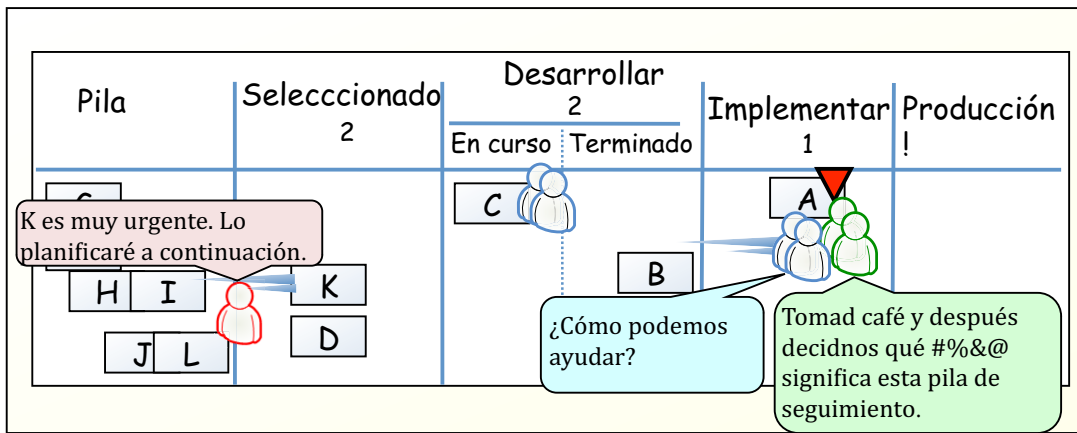 Pila
Selecccionado
2
Desarrollar
2
En curso
Terminado
Implementar
1
Producción
!
K es muy urgente. Lo
planificaré a continuación.
H
I
J
L
K
D
C
B
A
¿Cómo podemos
ayudar?
Tomad café y después
decidnos qué #%&@
significa esta pila de
seguimiento.